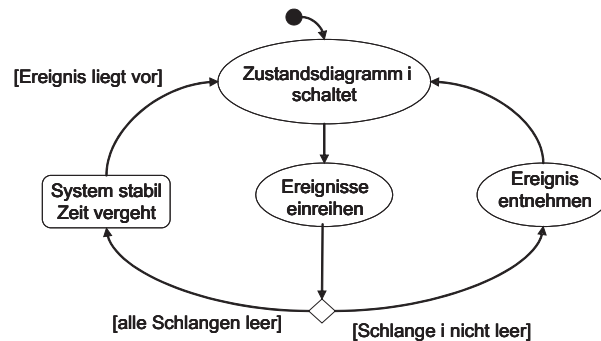 Zustandsdiagramm i
schaltet
[Ereignis liegt vor]
System stabil
Zeit vergeht
Ereignisse
einreihen
Ereignis
entnehmen
[alle Schlangen leer]
[Schlange i nicht leer]